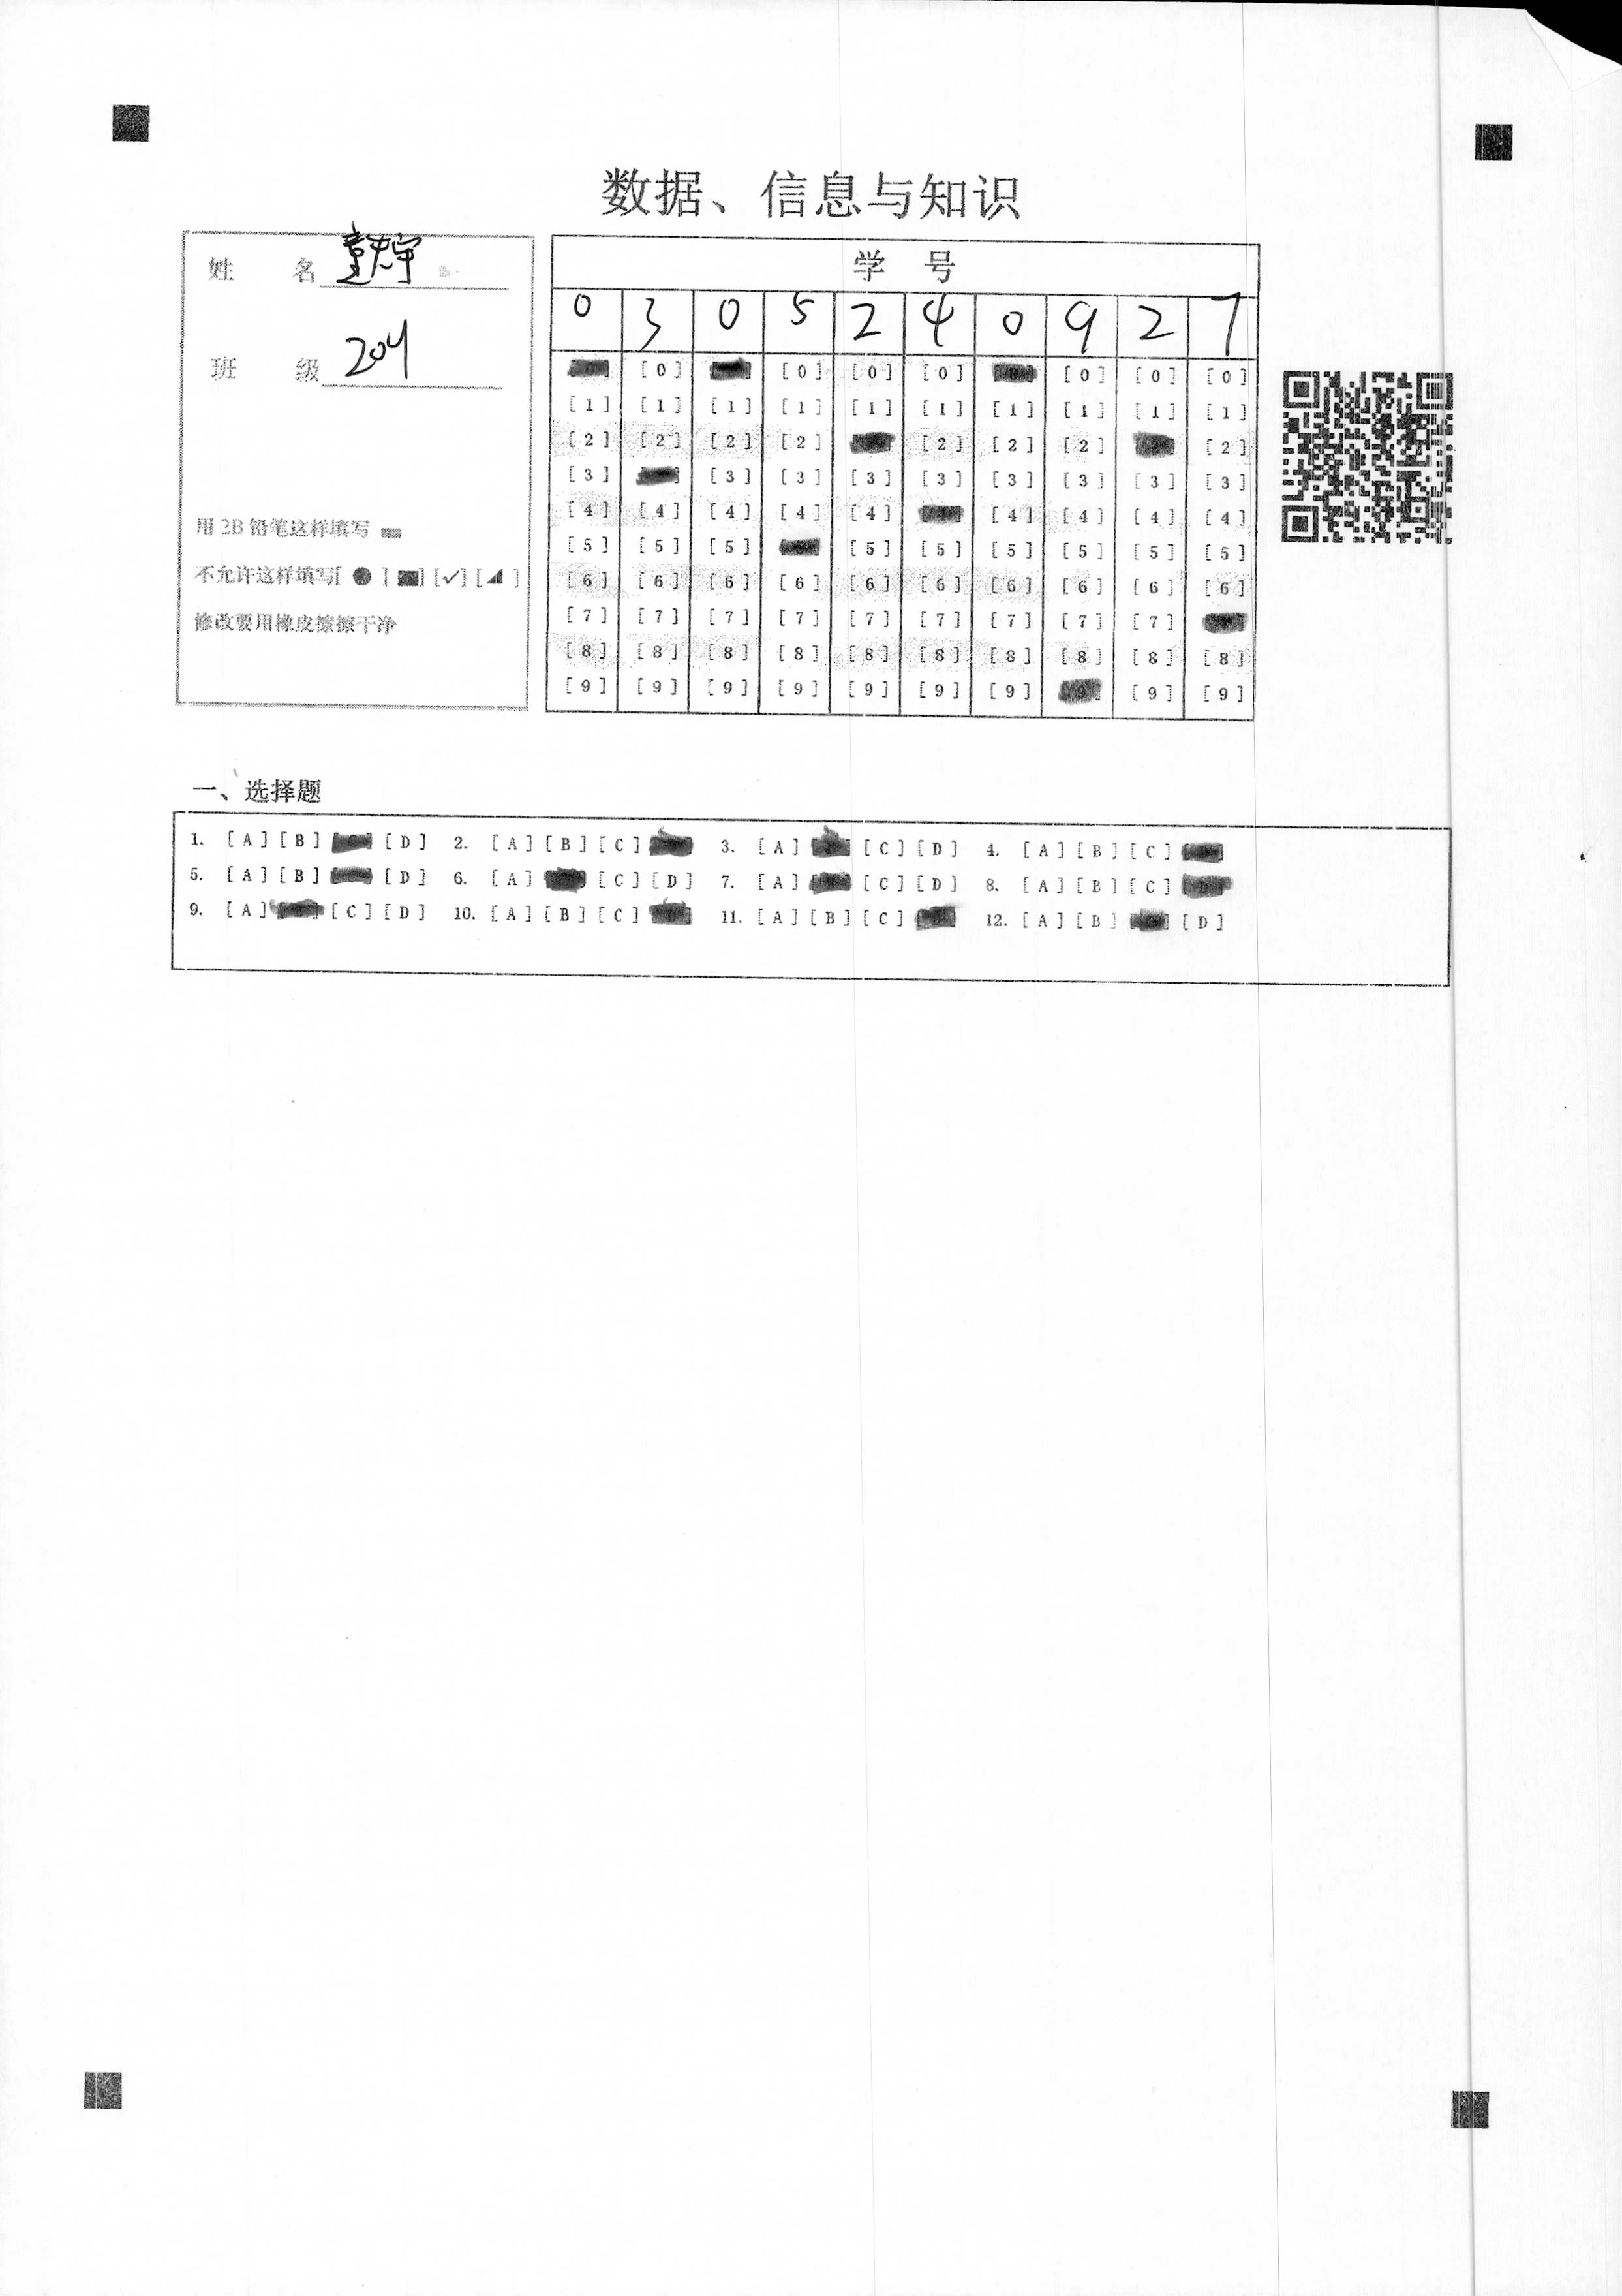 数据、信息与知识
姓 名 童志宇
班 级 204
用 2B 铅笔这样填写
不允许这样填写[ ● ] [■] [✓] [◢ ]
修改要用橡皮擦擦干净
学 号
0 3 0 5 2 4 0 9 2 7
[0] [0] [0] [0] [0] [0] [0]
[1] [1] [1] [1] [1] [1] [1] [1] [1] [1]
[2] [2] [2] [2] [2] [2] [2] [2]
[3] [3] [3] [3] [3] [3] [3] [3] [3]
[4] [4] [4] [4] [4] [4] [4] [4] [4]
[5] [5] [5] [5] [5] [5] [5] [5] [5]
[6] [6] [6] [6] [6] [6] [6] [6] [6] [6]
[7] [7] [7] [7] [7] [7] [7] [7] [7]
[8] [8] [8] [8] [8] [8] [8] [8] [8] [8]
[9] [9] [9] [9] [9] [9] [9] [9] [9] [9]
一、选择题
1. [A] [B] [D] 2. [A] [B] [C] 3. [A] [C] [D] 4. [A] [B] [C]
5. [A] [B] [D] 6. [A] [C] [D] 7. [A] [C] [D] 8. [A] [B] [C] [D]
9. [A] [C] [D] 10. [A] [B] [C] 11. [A] [B] [C] 12. [A] [B] [D]